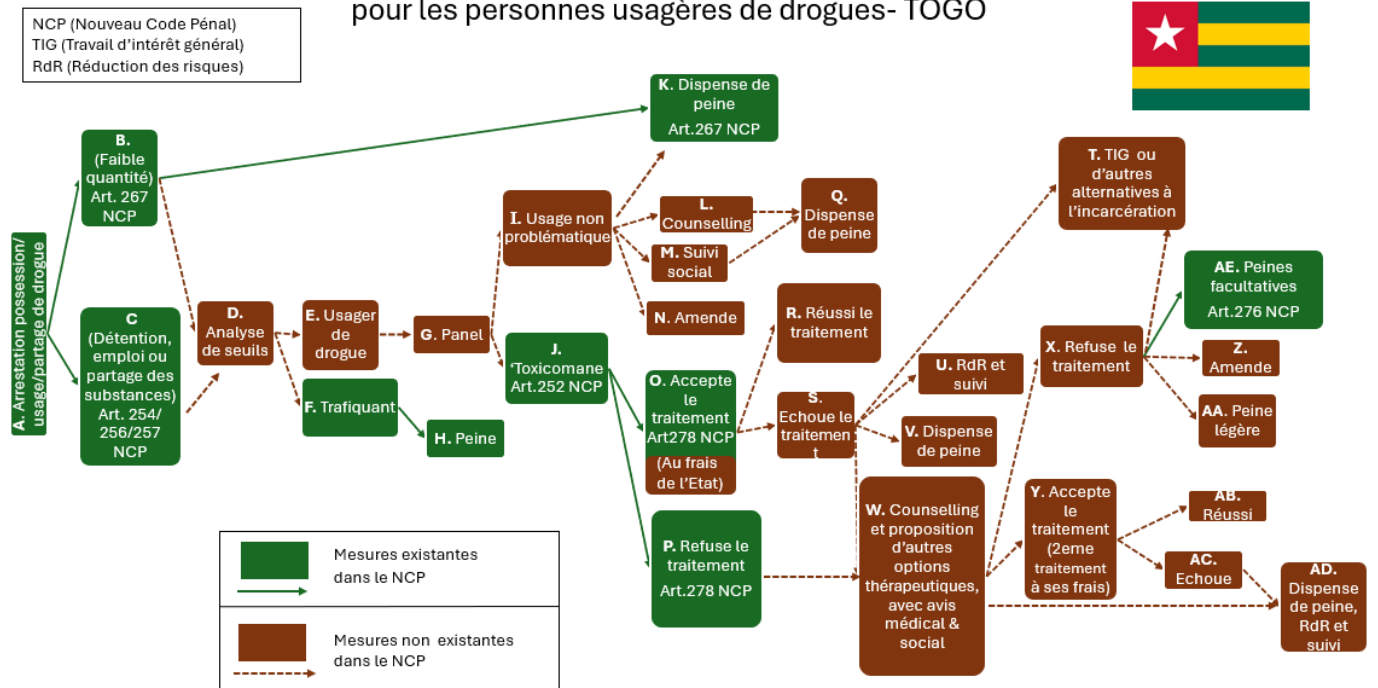 pour les personnes usagères de drogues- TOGO
NCP (Nouveau Code Pénal)
TIG (Travail d'intérêt général)
RdR (Réduction des risques)
A. Arrestation possession/
usage/partage de drogue
B.
(Faible
quantité)
Art. 267
NCP
C
(Détention,
emploi ou
partage des
substances)
Art. 254/
256/257
NCP
D.
Analyse
de seuils
E. Usager
de
drogue
F. Trafiquant
G. Panel
H. Peine
I. Usage non
problématique
J.
'Toxicomane
Art.252 NCP
K. Dispense de
peine
Art.267 NCP
L.
Counselling
M. Suivi
social
N. Amende
O. Accepte
le
traitement
Art278 NCP
(Au frais
de l'Etat)
P. Refuse le
traitement
Art.278 NCP
Q.
Dispense
de peine
R. Réussi le
traitement
S.
Echoue le
traitemen
t
T. TIG ou
d'autres
alternatives à
l'incarcération
U. RdR et
suivi
V. Dispense
de peine
W. Counselling
et proposition
d'autres
options
thérapeutiques,
avec avis
médical &
social
X. Refuse le
traitement
Y. Accepte
le
traitement
(2eme
traitement
à ses frais)
Z.
Amende
AA. Peine
légère
AB.
Réussi
AC.
Echoue
AD.
Dispense
de peine,
RdR et
suivi
AE. Peines
facultatives
Art.276 NCP
Mesures existantes
dans le NCP
Mesures non existantes
dans le NCP